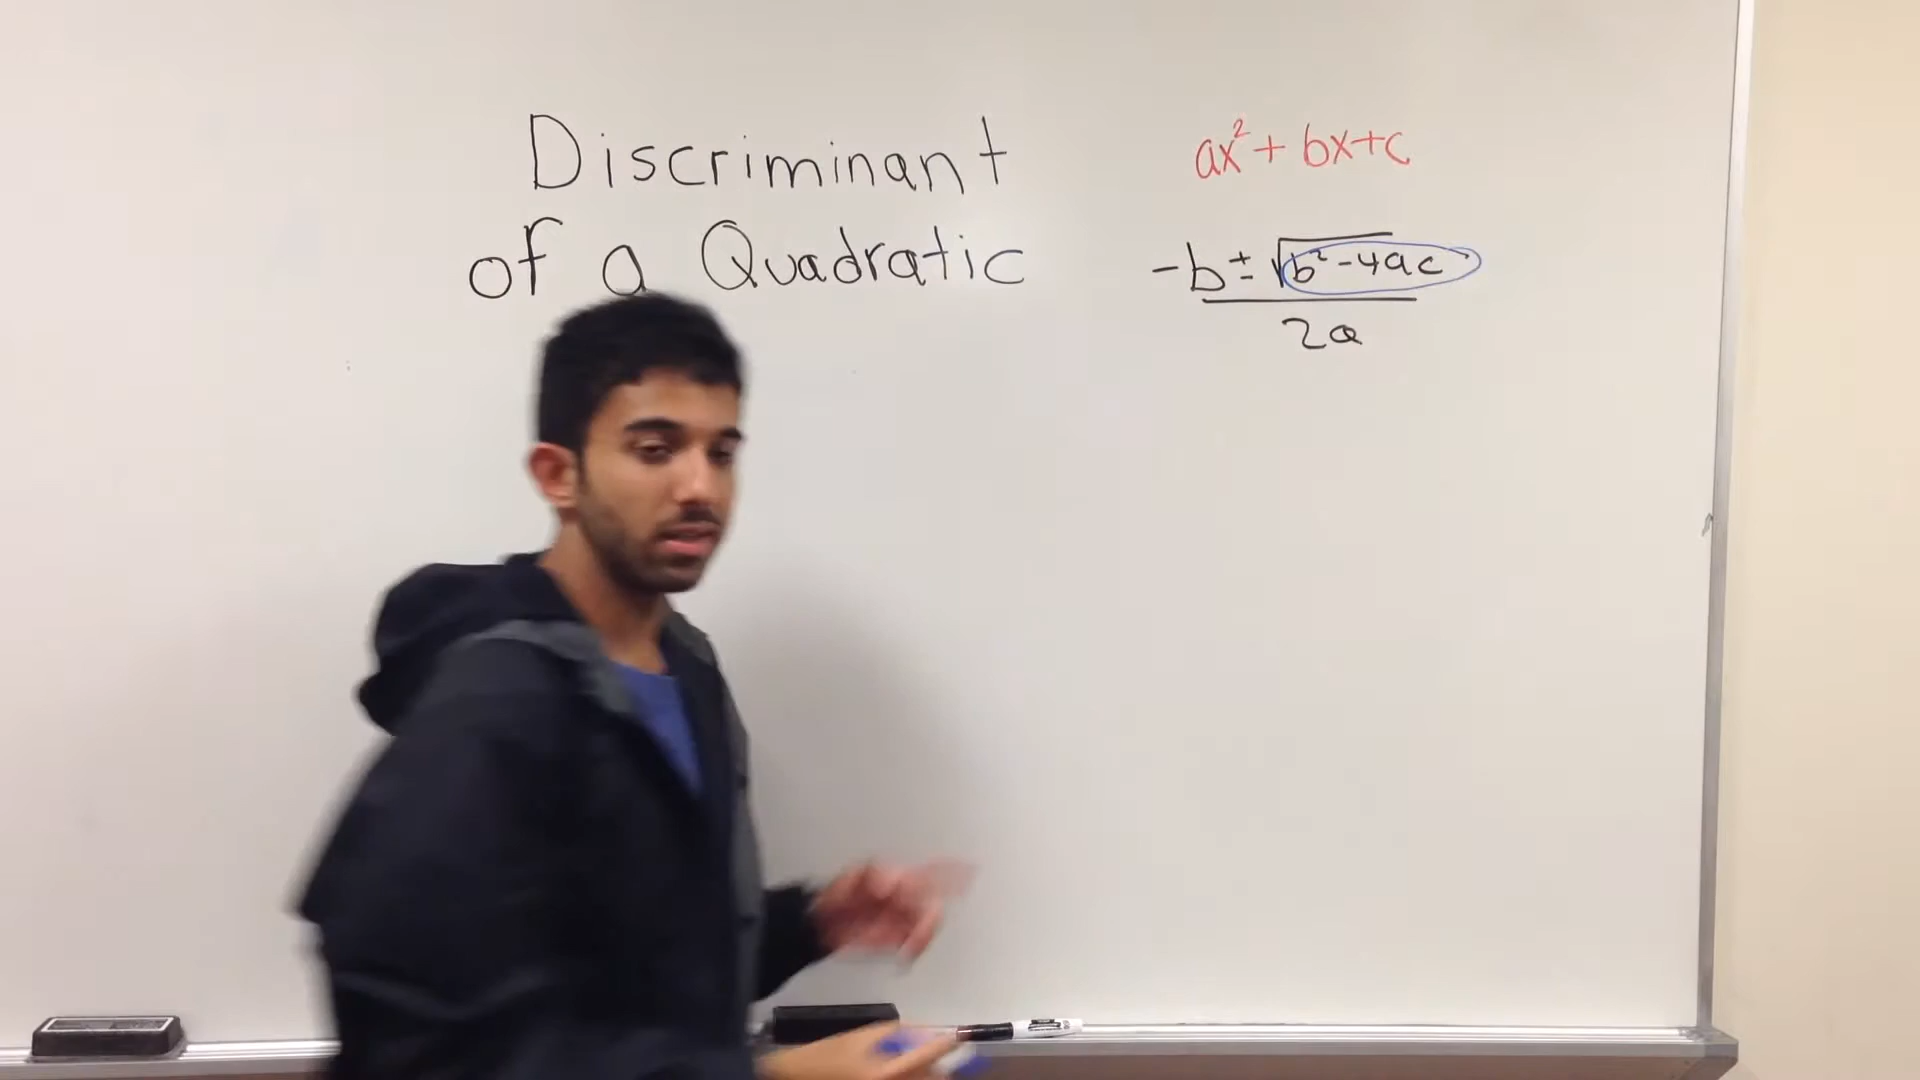 Discriminant
of a Quadratic
ax² + bx+c
-b ± √b²-4ac
2a